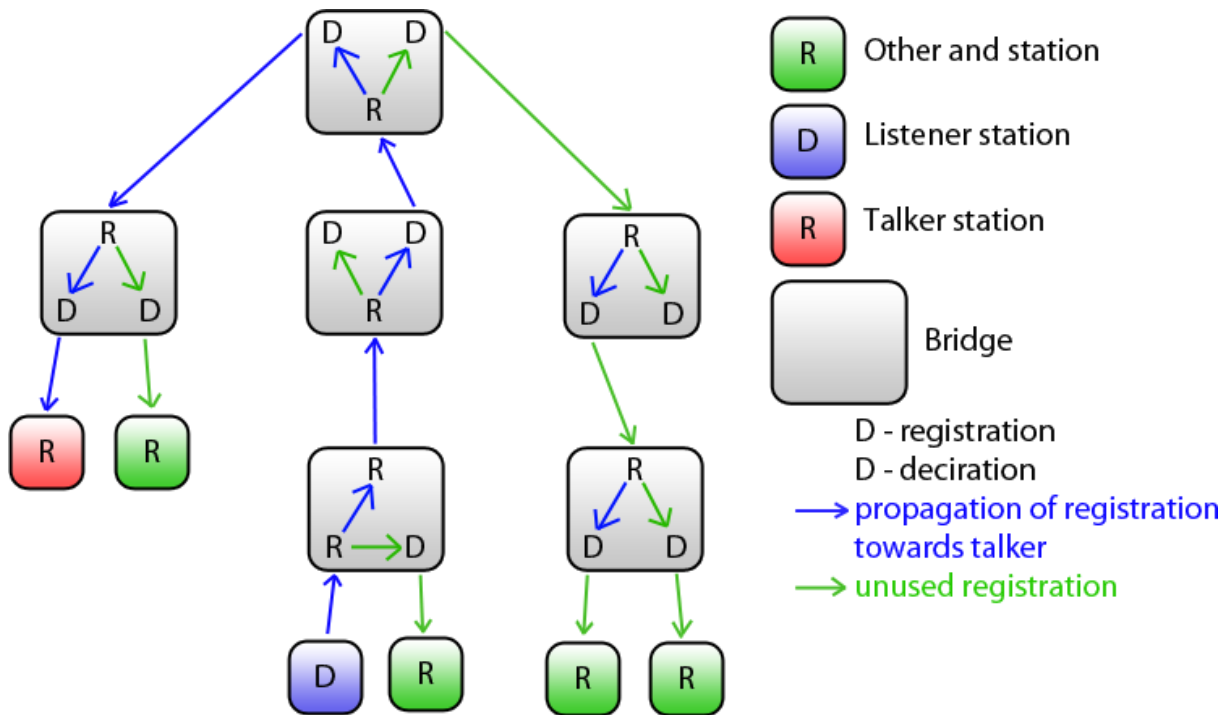 D D
R
R
D D
D D
R
R
D D
R R
R
R D
R
D D
D R
R R
R Other and station
D Listener station
R Talker station
Bridge
D - registration
D - deciration
propagation of registration
towards talker
unused registration